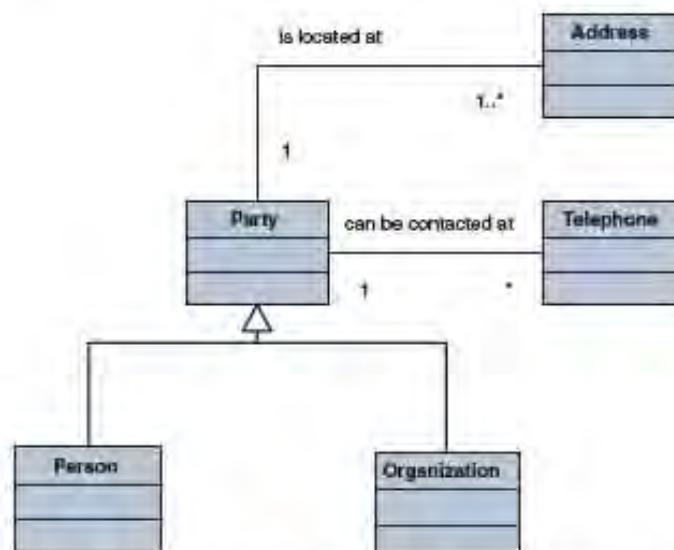 Address
is located at
1..*
1
Party
can be contacted at
Telephone
1
*
Person
Organization